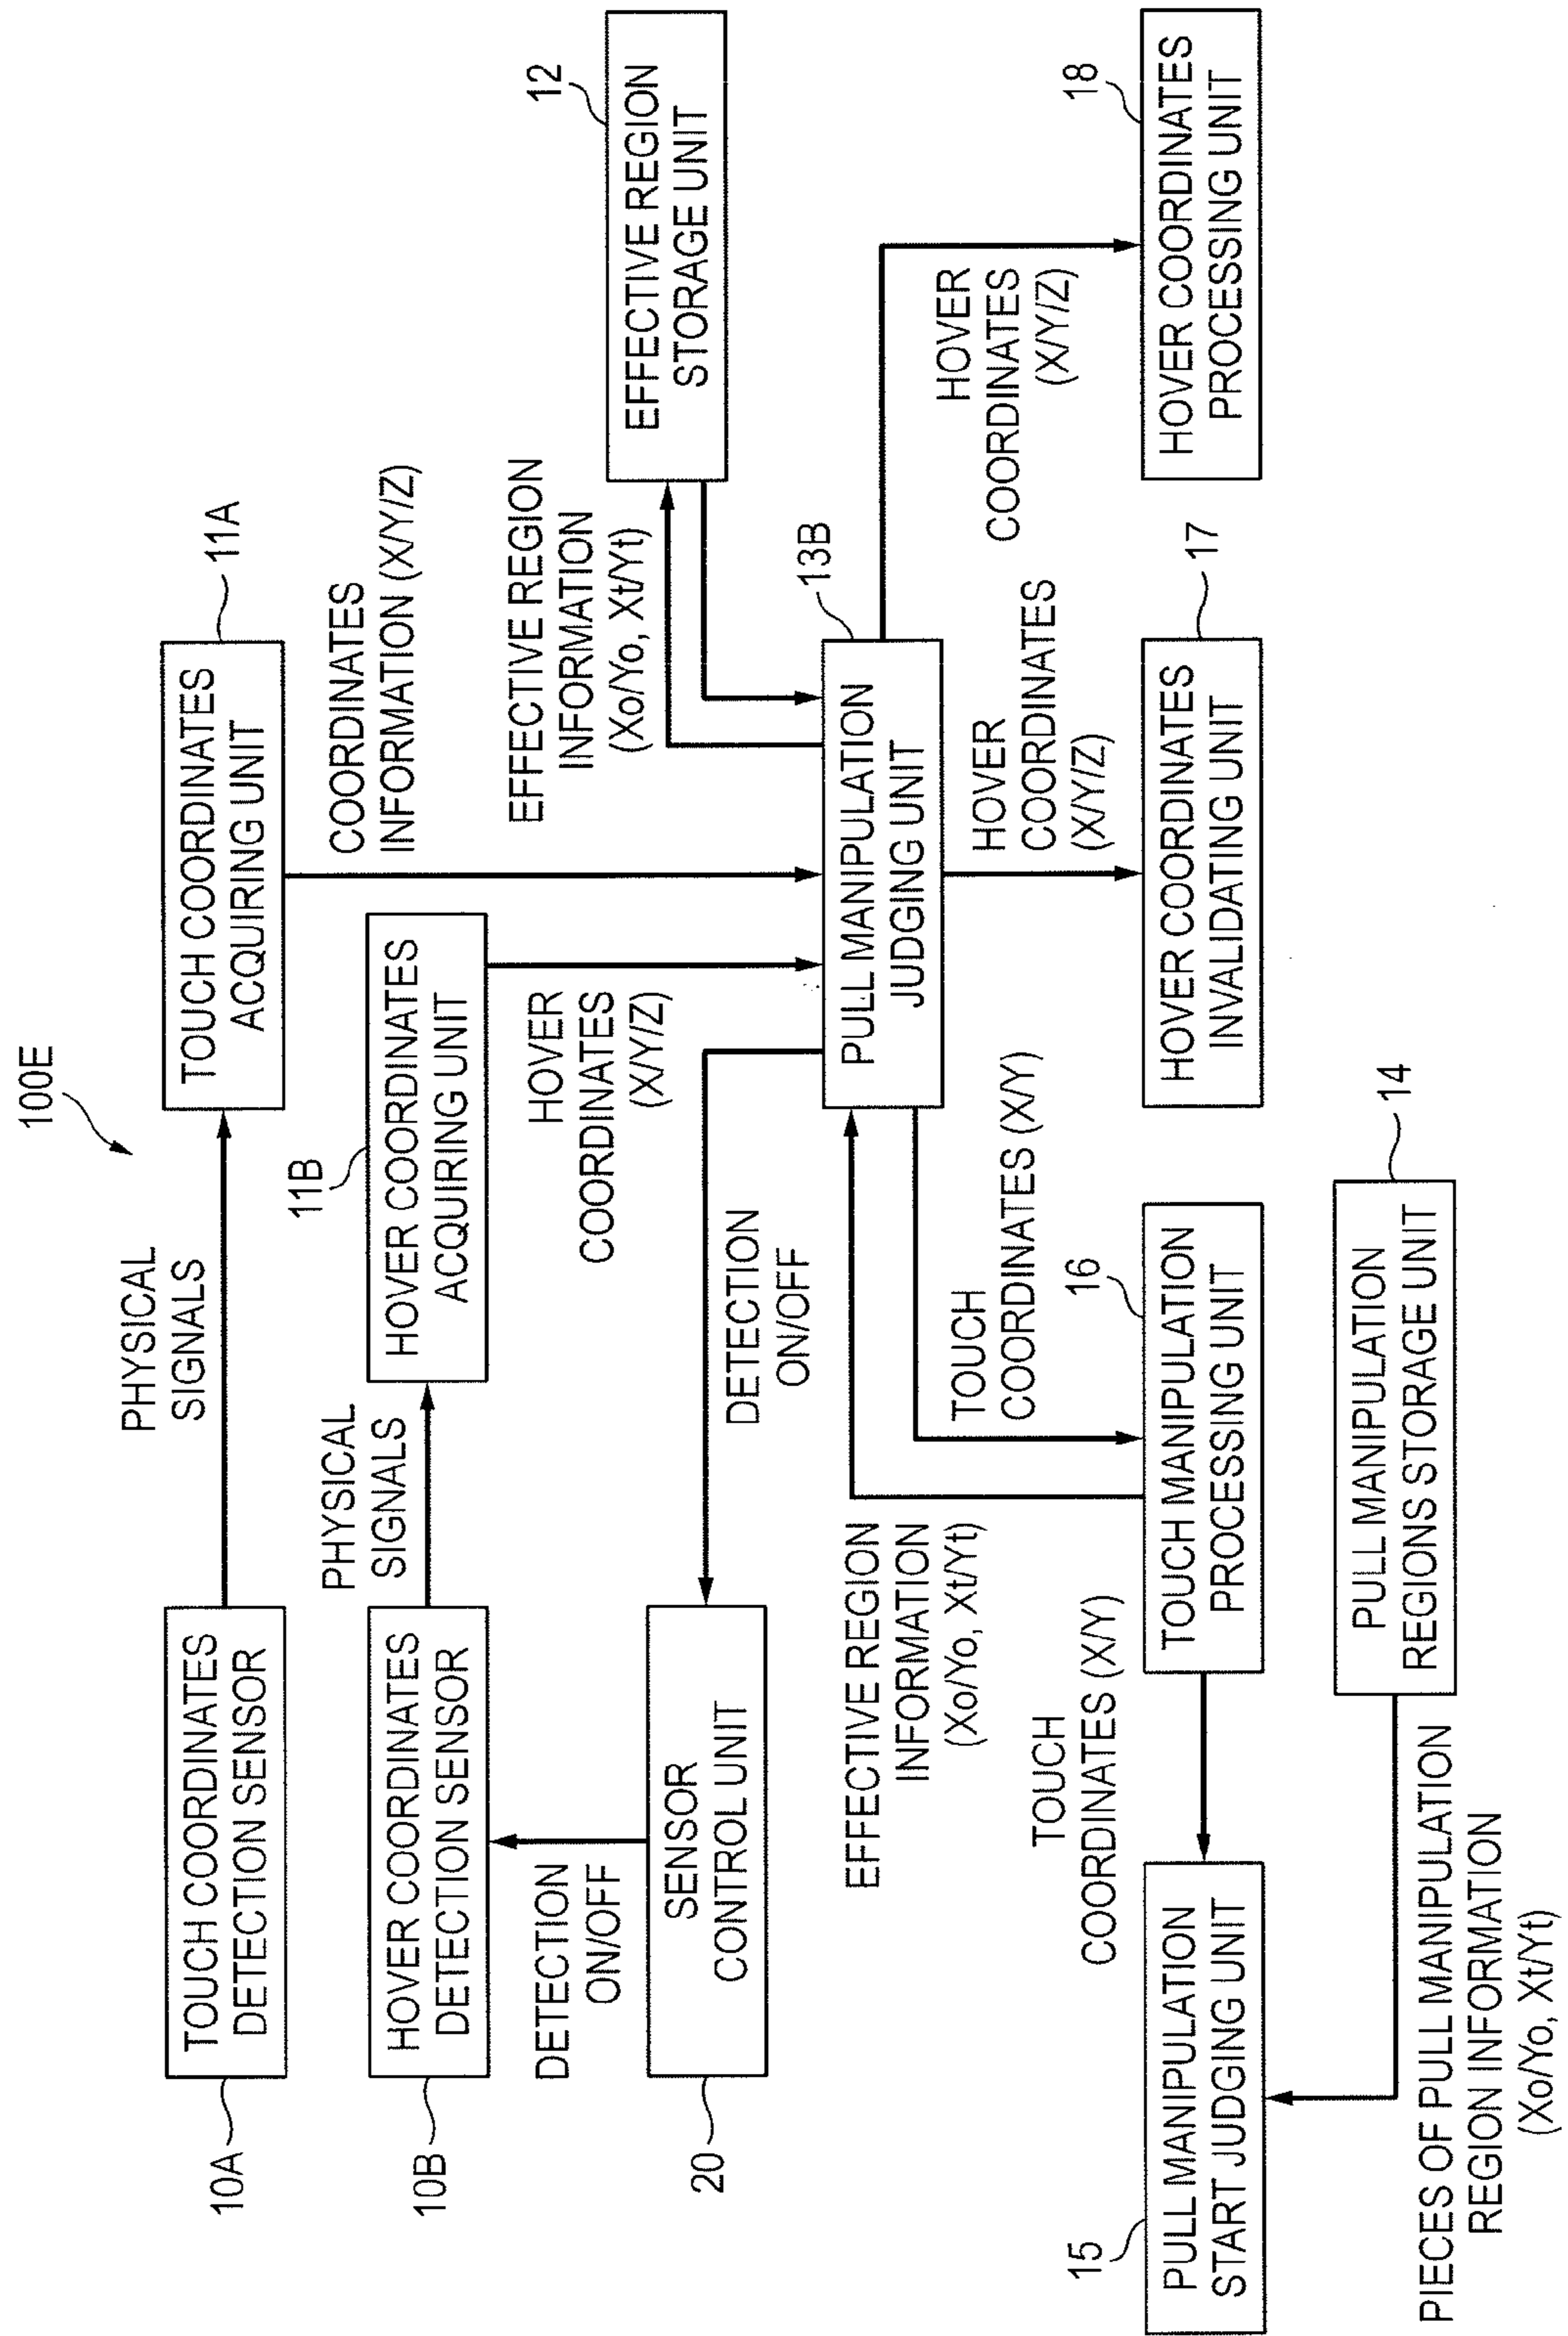 100E
10A
TOUCH COORDINATES
DETECTION SENSOR
PHYSICAL
SIGNALS
TOUCH COORDINATES
ACQUIRING UNIT
11A
10B
HOVER COORDINATES
DETECTION SENSOR
PHYSICAL
SIGNALS
11B
HOVER COORDINATES
ACQUIRING UNIT
COORDINATES
INFORMATION (X/Y/Z)
DETECTION
ON/OFF
HOVER
COORDINATES
(X/Y/Z)
EFFECTIVE REGION
INFORMATION
(Xo/Yo, Xt/Yt)
12
EFFECTIVE REGION
STORAGE UNIT
20
SENSOR
CONTROL UNIT
DETECTION
ON/OFF
13B
PULL MANIPULATION
JUDGING UNIT
EFFECTIVE REGION
INFORMATION
(Xo/Yo, Xt/Yt)
TOUCH
COORDINATES (X/Y)
HOVER
COORDINATES
(X/Y/Z)
HOVER
COORDINATES
(X/Y/Z)
TOUCH
COORDINATES (X/Y)
15
PULL MANIPULATION
START JUDGING UNIT
16
TOUCH MANIPULATION
PROCESSING UNIT
HOVER COORDINATES
INVALIDATING UNIT
17
18
HOVER COORDINATES
PROCESSING UNIT
PULL MANIPULATION
REGIONS STORAGE UNIT
14
PIECES OF PULL MANIPULATION
REGION INFORMATION
(Xo/Yo, Xt/Yt)